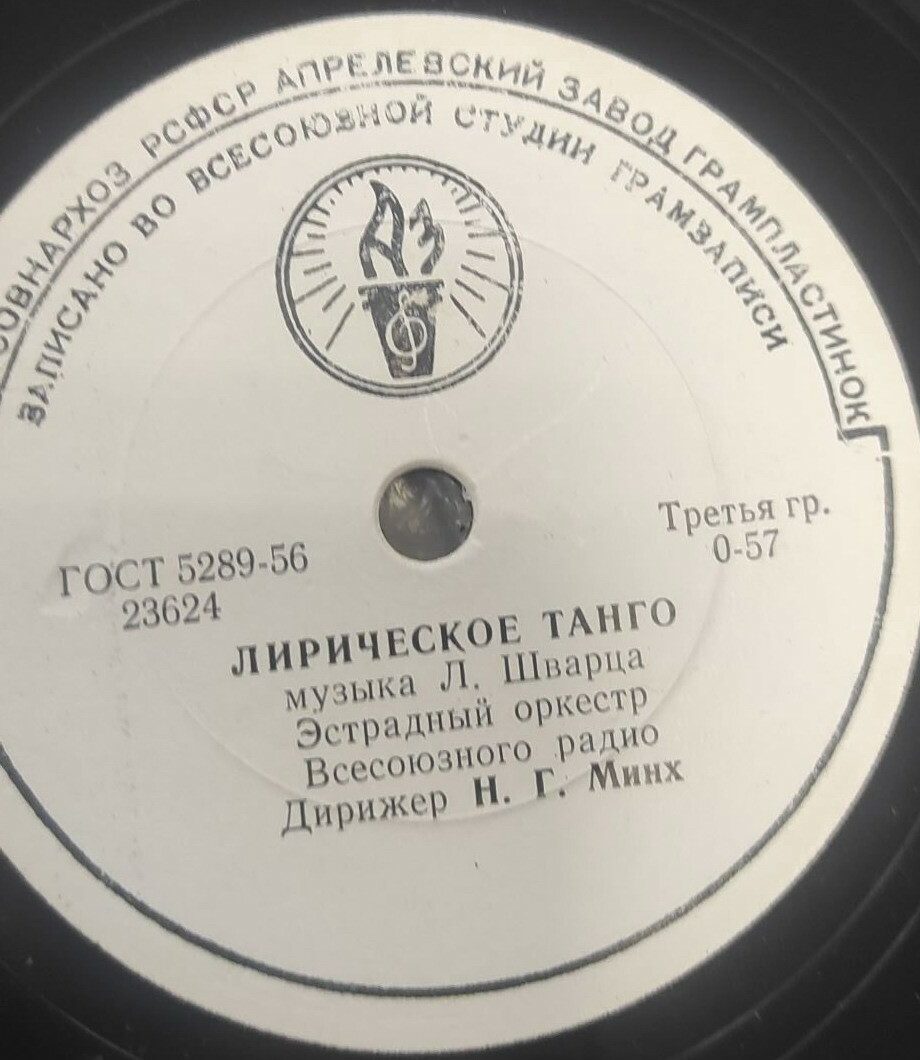 СОВНАРХОЗ РСФСР АПРЕЛЕВСКИЙ ЗАВОД ГРАМПЛАСТИНОК
ЗАПИСАНО ВО ВСЕСОЮЗНОЙ СТУДИИ ГРАМЗАПИСИ
АЗ
ГОСТ 5289-56
23624
Третья гр.
0-57
ЛИРИЧЕСКОЕ ТАНГО
музыка Л. Шварца
Эстрадный оркестр
Всесоюзного радио
Дирижер Н. Г. Минх